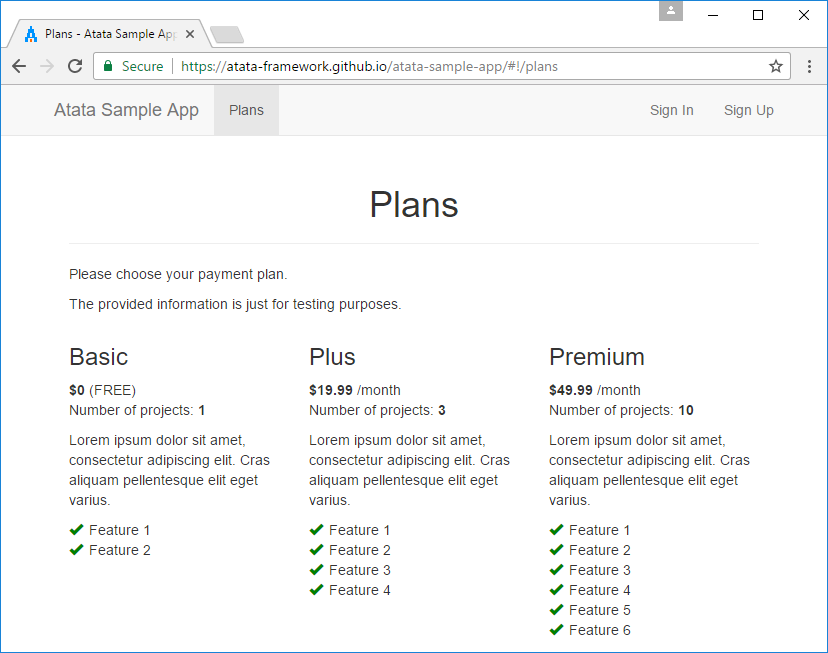 Plans - Atata Sample App
Secure
https://atata-framework.github.io/atata-sample-app/#!/plans
Atata Sample App
Plans
Sign In
Sign Up
Plans
Please choose your payment plan.
The provided information is just for testing purposes.
Basic
$0 (FREE)
Number of projects: 1
Lorem ipsum dolor sit amet,
consectetur adipiscing elit. Cras
aliquam pellentesque elit eget
varius.
Feature 1
Feature 2
Plus
$19.99 /month
Number of projects: 3
Lorem ipsum dolor sit amet,
consectetur adipiscing elit. Cras
aliquam pellentesque elit eget
varius.
Feature 1
Feature 2
Feature 3
Feature 4
Premium
$49.99 /month
Number of projects: 10
Lorem ipsum dolor sit amet,
consectetur adipiscing elit. Cras
aliquam pellentesque elit eget
varius.
Feature 1
Feature 2
Feature 3
Feature 4
Feature 5
Feature 6